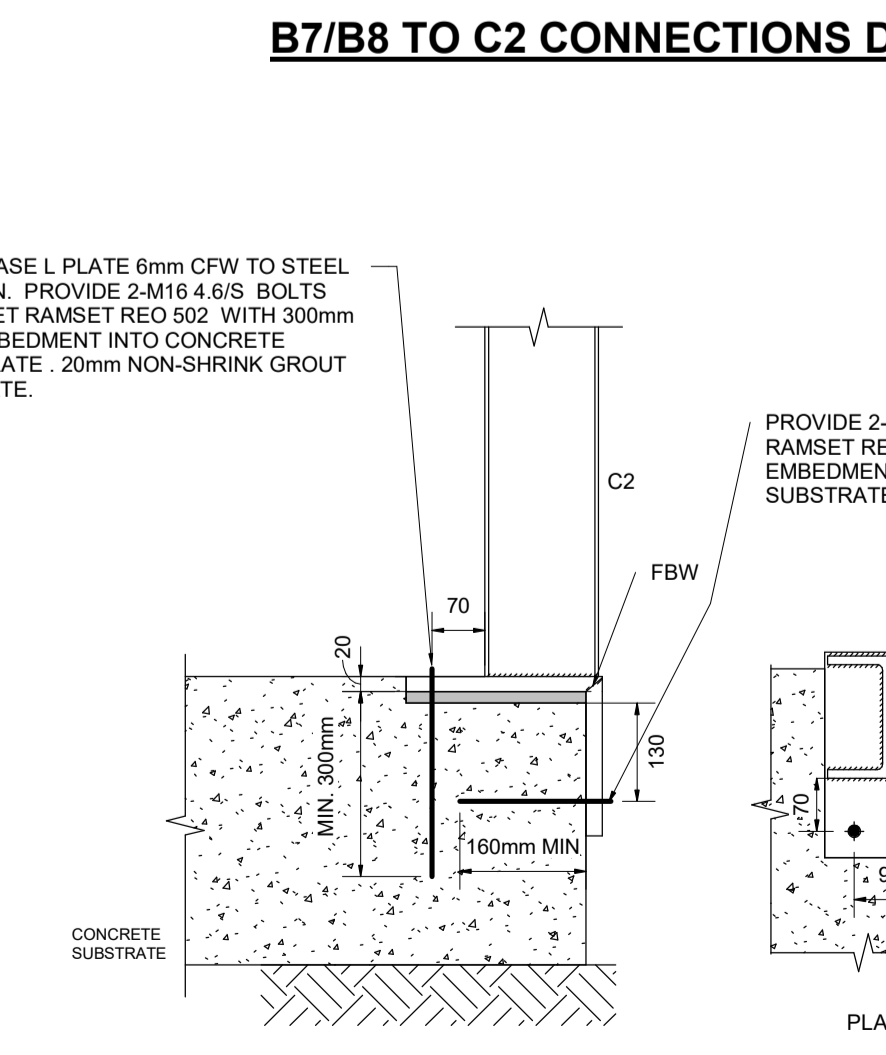 B7/B8 TO C2 CONNECTIONS D
ASE L PLATE 6mm CFW TO STEEL
N. PROVIDE 2-M16 4.6/S BOLTS
ET RAMSET REO 502 WITH 300mm
BEDMENT INTO CONCRETE
ATE . 20mm NON-SHRINK GROUT
TE.
PROVIDE 2-
RAMSET RE
EMBEDMEN
SUBSTRATE
C2
FBW
70
20
MIN. 300mm
130
160mm MIN
70
9
CONCRETE
SUBSTRATE
PLA